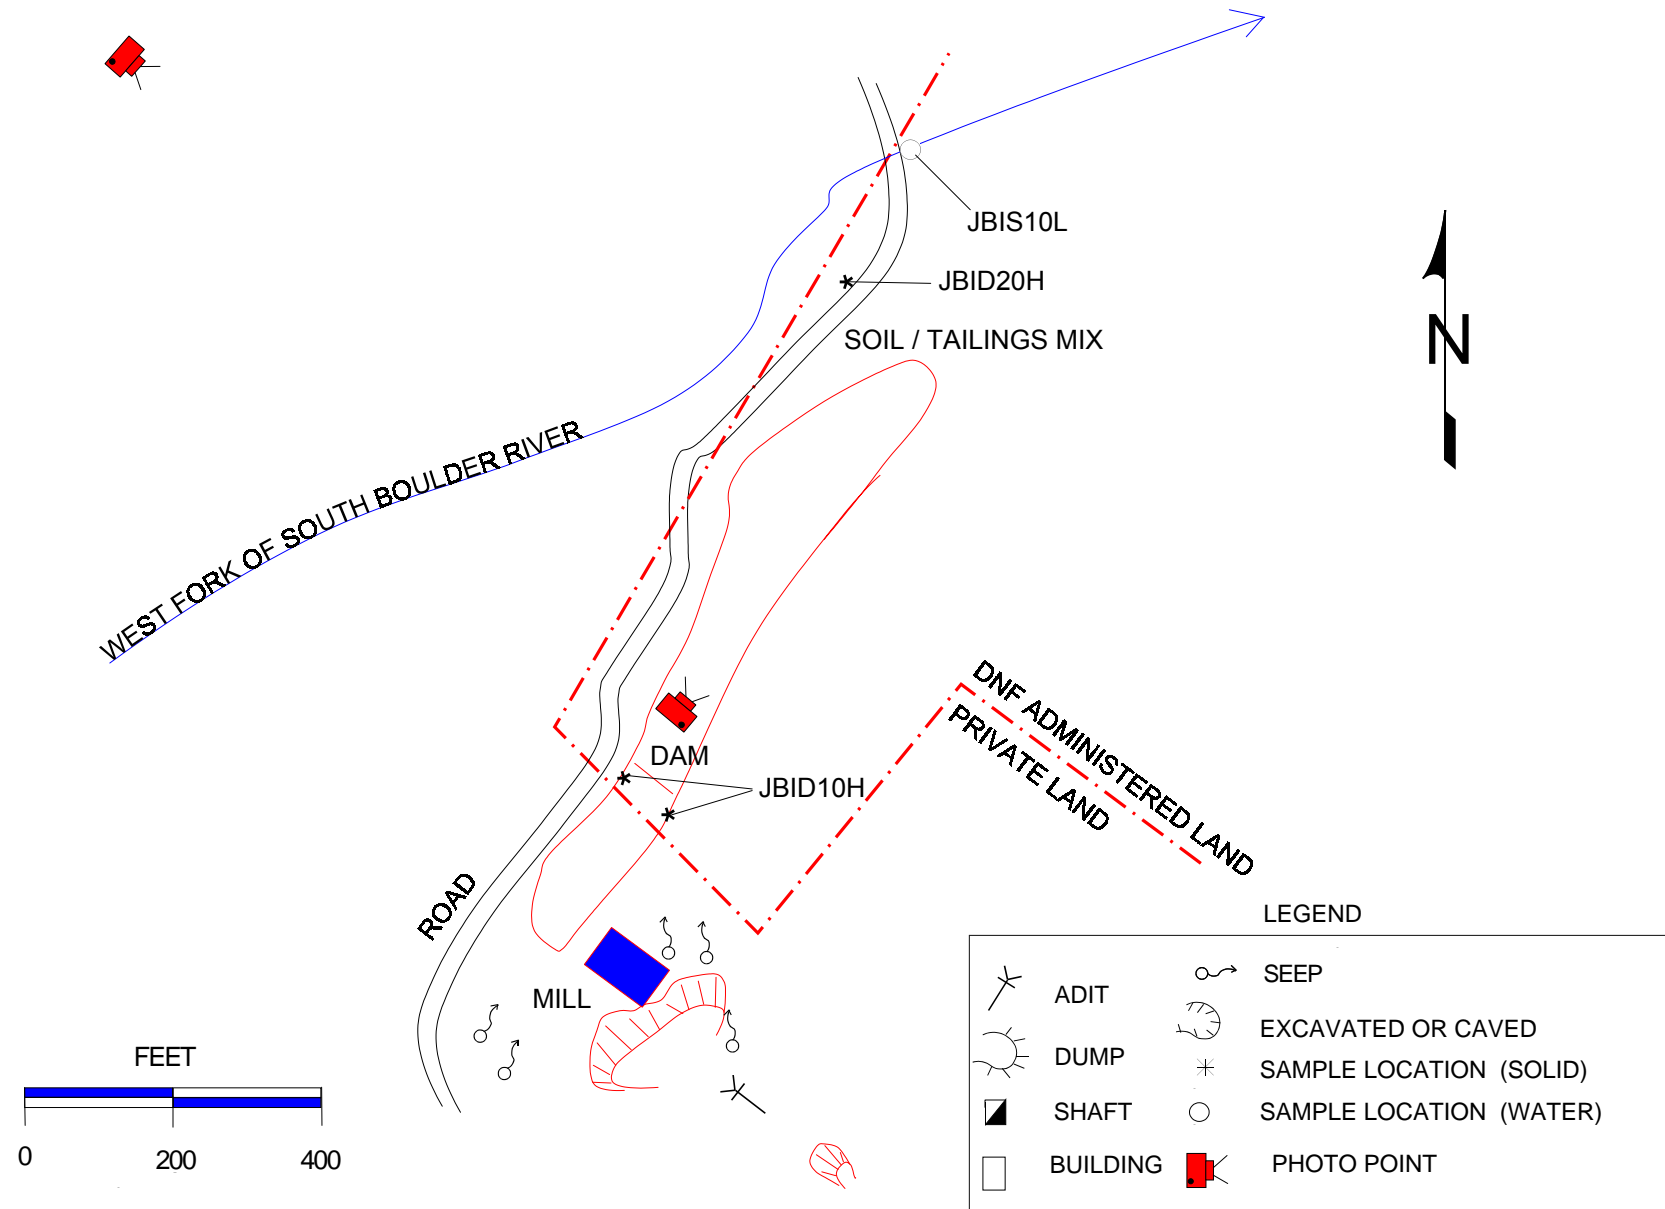 JBIS10L
JBID20H
SOIL / TAILINGS MIX
N
WEST FORK OF SOUTH BOULDER RIVER
DNF ADMINISTERED LAND
PRIVATE LAND
DAM
JBID10H
ROAD
MILL
FEET
0 200 400
LEGEND
ADIT
DUMP
SHAFT
BUILDING
SEEP
EXCAVATED OR CAVED
SAMPLE LOCATION (SOLID)
SAMPLE LOCATION (WATER)
PHOTO POINT